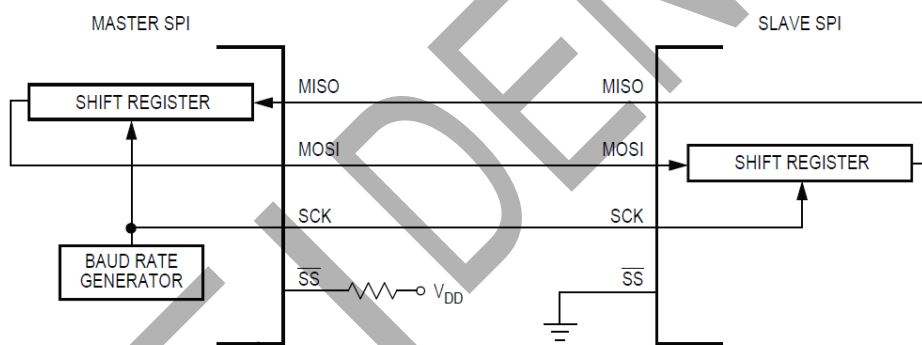 MASTER SPI
SLAVE SPI
SHIFT REGISTER
MISO
MISO
MOSI
MOSI
SHIFT REGISTER
SCK
SCK
BAUD RATE
GENERATOR
SS
VDD
SS
IDEN